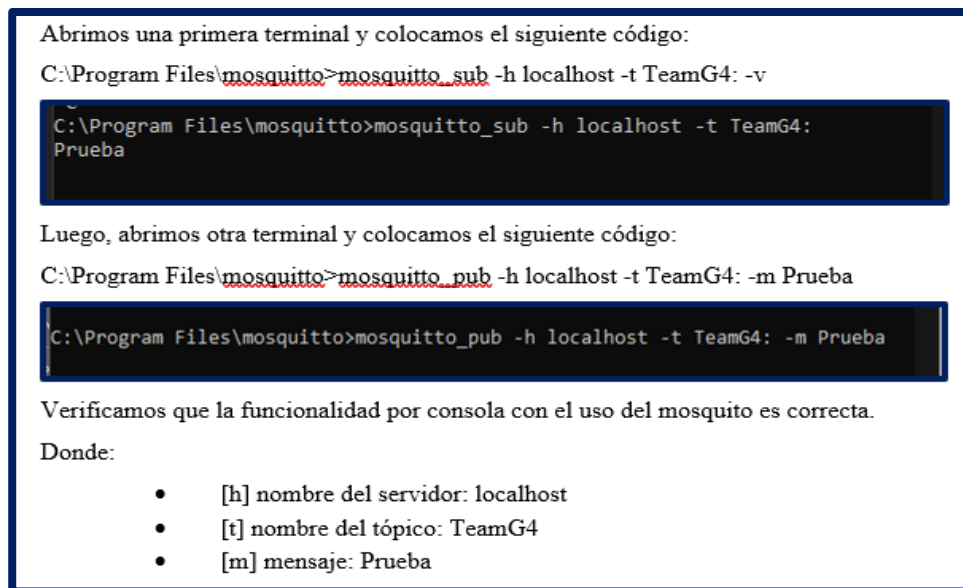 Abrimos una primera terminal y colocamos el siguiente código:
C:\Program Files\mosquitto>mosquitto_sub -h localhost -t TeamG4: -v
C:\Program Files\mosquitto>mosquitto_sub -h localhost -t TeamG4:
Prueba
Luego, abrimos otra terminal y colocamos el siguiente código:
C:\Program Files\mosquitto>mosquitto_pub -h localhost -t TeamG4: -m Prueba
C:\Program Files\mosquitto>mosquitto_pub -h localhost -t TeamG4: -m Prueba
Verificamos que la funcionalidad por consola con el uso del mosquito es correcta.
Donde:
• [h] nombre del servidor: localhost
• [t] nombre del tópico: TeamG4
• [m] mensaje: Prueba